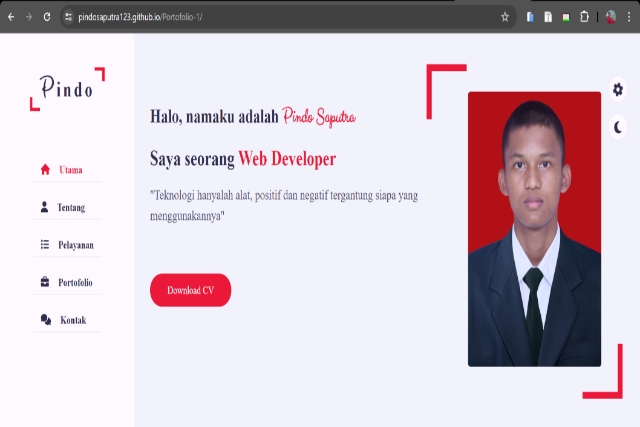 pindosaputra123.github.io/Portofolio-1/
Pindo
Utama
Tentang
Pelayanan
Portofolio
Kontak
Halo, namaku adalah Pindo Saputra
Saya seorang Web Developer
"Teknologi hanyalah alat, positif dan negatif tergantung siapa yang
menggunakannya"
Download CV